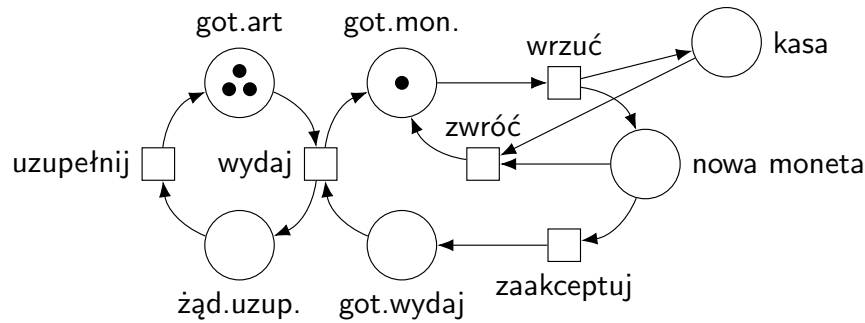 got.art
got.mon.
wrzuć
kasa
zwróć
uzupełnij
wydaj
nowa moneta
zaakceptuj
żąd.uzup.
got.wydaj